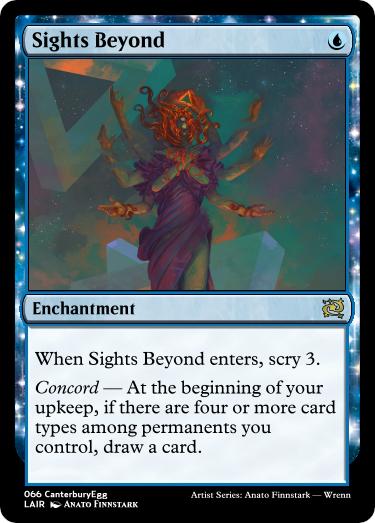 Sights Beyond
Enchantment
When Sights Beyond enters, scry 3.
Concord — At the beginning of your
upkeep, if there are four or more card
types among permanents you
control, draw a card.
066 CanterburyEgg
LAIR Anato Finnstark
Artist Series: Anato Finnstark — Wrenn